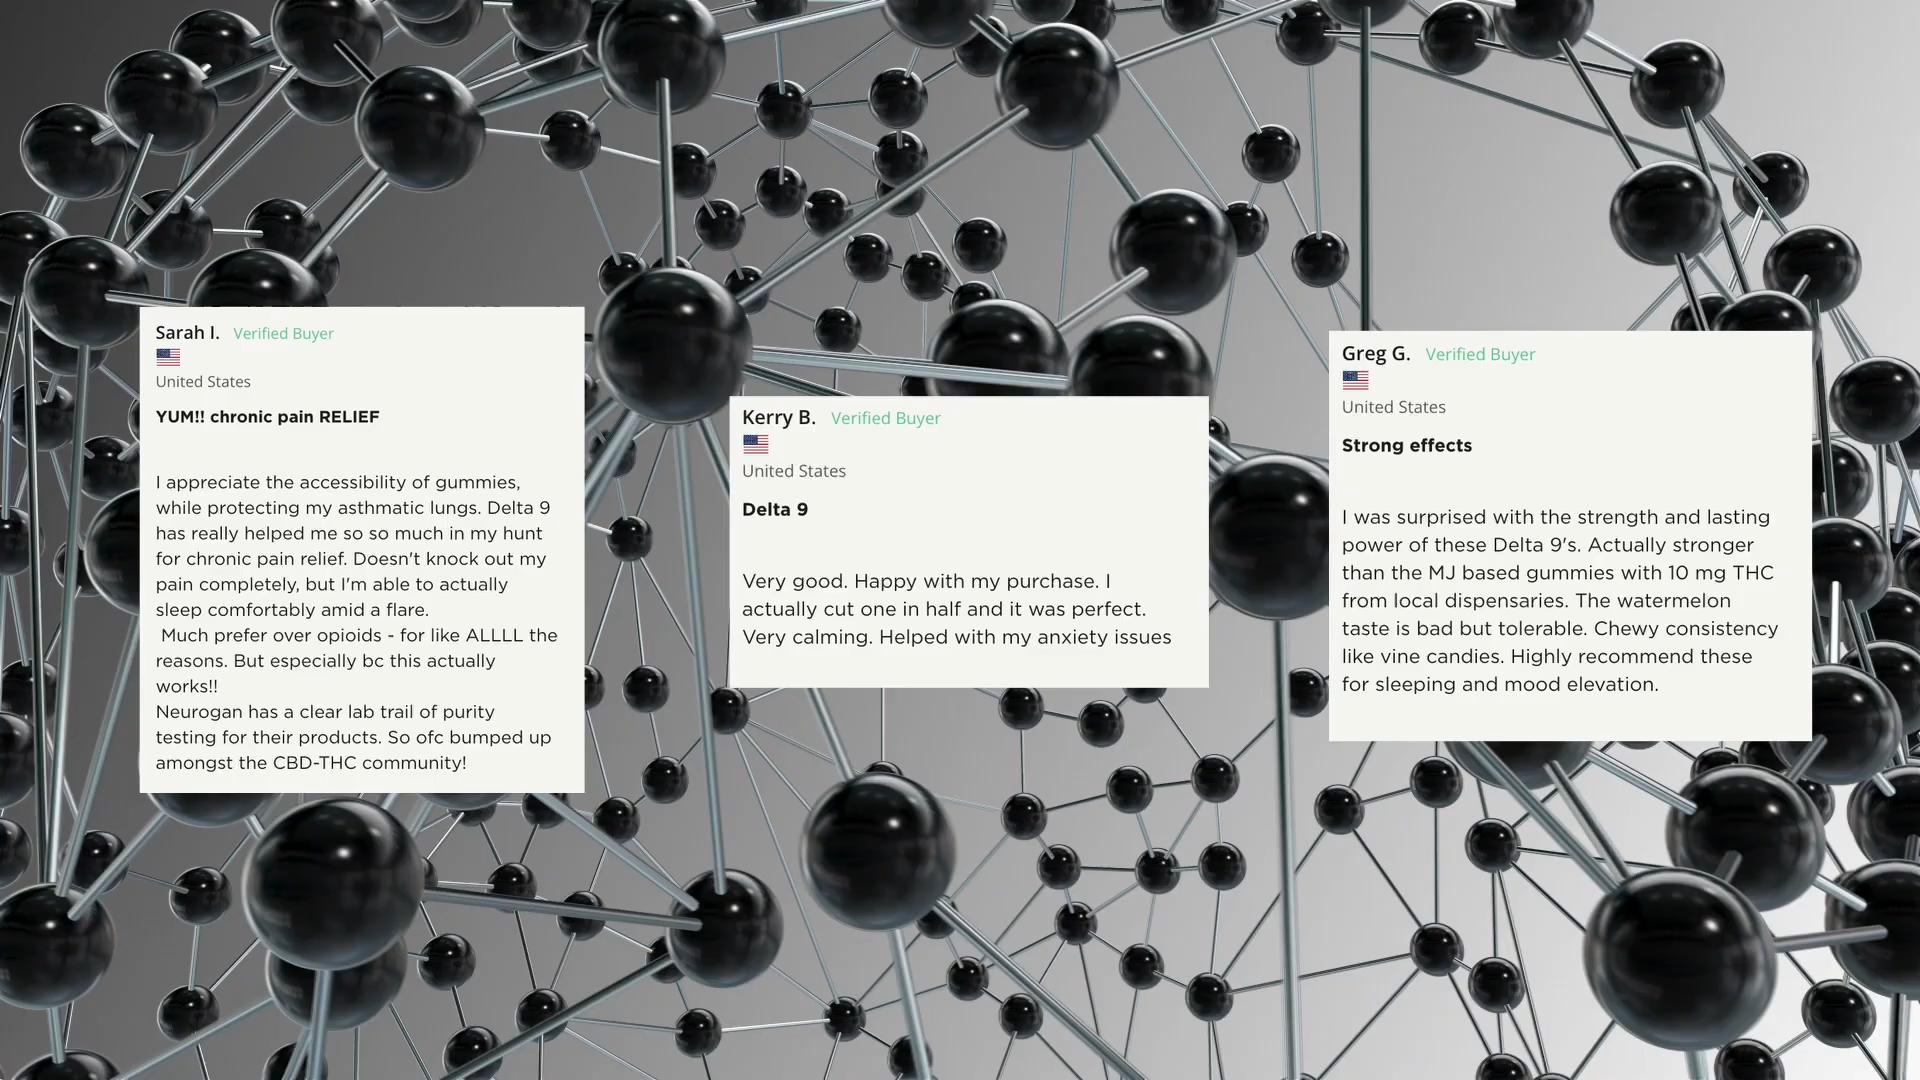 Sarah I. Verified Buyer
United States
YUM!! chronic pain RELIEF
I appreciate the accessibility of gummies,
while protecting my asthmatic lungs. Delta 9
has really helped me so so much in my hunt
for chronic pain relief. Doesn't knock out my
pain completely, but I'm able to actually
sleep comfortably amid a flare.
Much prefer over opioids - for like ALLLL the
reasons. But especially bc this actually
works!!
Neurogan has a clear lab trail of purity
testing for their products. So ofc bumped up
amongst the CBD-THC community!
Kerry B. Verified Buyer
United States
Delta 9
Very good. Happy with my purchase. I
actually cut one in half and it was perfect.
Very calming. Helped with my anxiety issues
Greg G. Verified Buyer
United States
Strong effects
I was surprised with the strength and lasting
power of these Delta 9's. Actually stronger
than the MJ based gummies with 10 mg THC
from local dispensaries. The watermelon
taste is bad but tolerable. Chewy consistency
like vine candies. Highly recommend these
for sleeping and mood elevation.